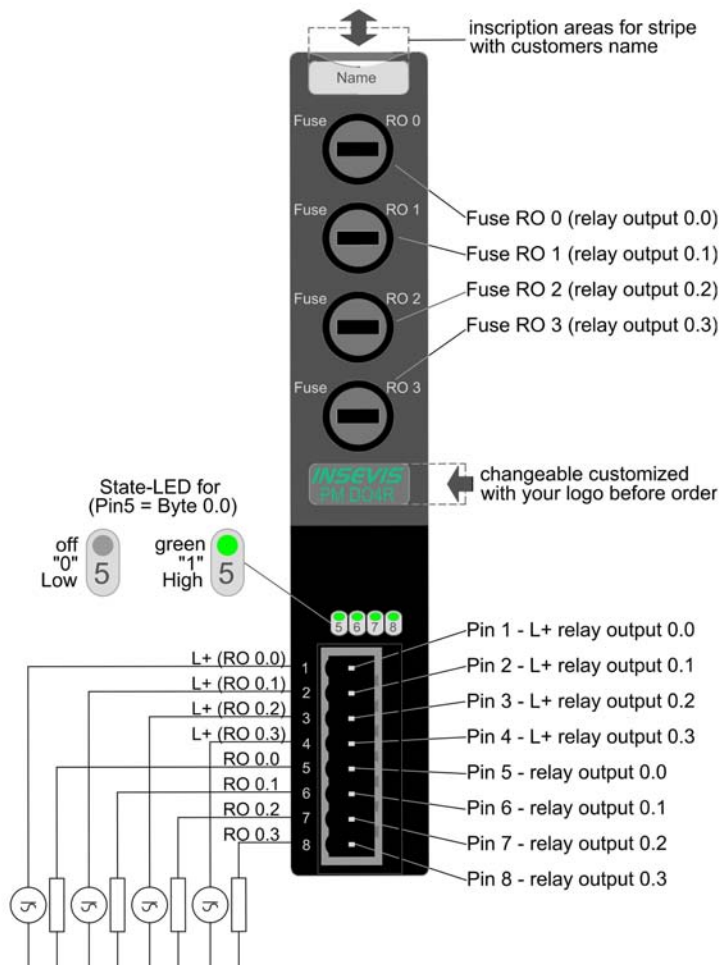 inscription areas for stripe
with customers name
Name
Fuse RO 0
Fuse RO 1
Fuse RO 2
Fuse RO 3
Fuse RO 0 (relay output 0.0)
Fuse RO 1 (relay output 0.1)
Fuse RO 2 (relay output 0.2)
Fuse RO 3 (relay output 0.3)
INSEVIS
PM DO4R
changeable customized
with your logo before order
State-LED for
(Pin5 = Byte 0.0)
off
"0"
Low
5
green
"1"
High
5
5 6 7 8
L+ (RO 0.0)
L+ (RO 0.1)
L+ (RO 0.2)
L+ (RO 0.3)
RO 0.0
RO 0.1
RO 0.2
RO 0.3
1
2
3
4
5
6
7
8
Pin 1 - L+ relay output 0.0
Pin 2 - L+ relay output 0.1
Pin 3 - L+ relay output 0.2
Pin 4 - L+ relay output 0.3
Pin 5 - relay output 0.0
Pin 6 - relay output 0.1
Pin 7 - relay output 0.2
Pin 8 - relay output 0.3